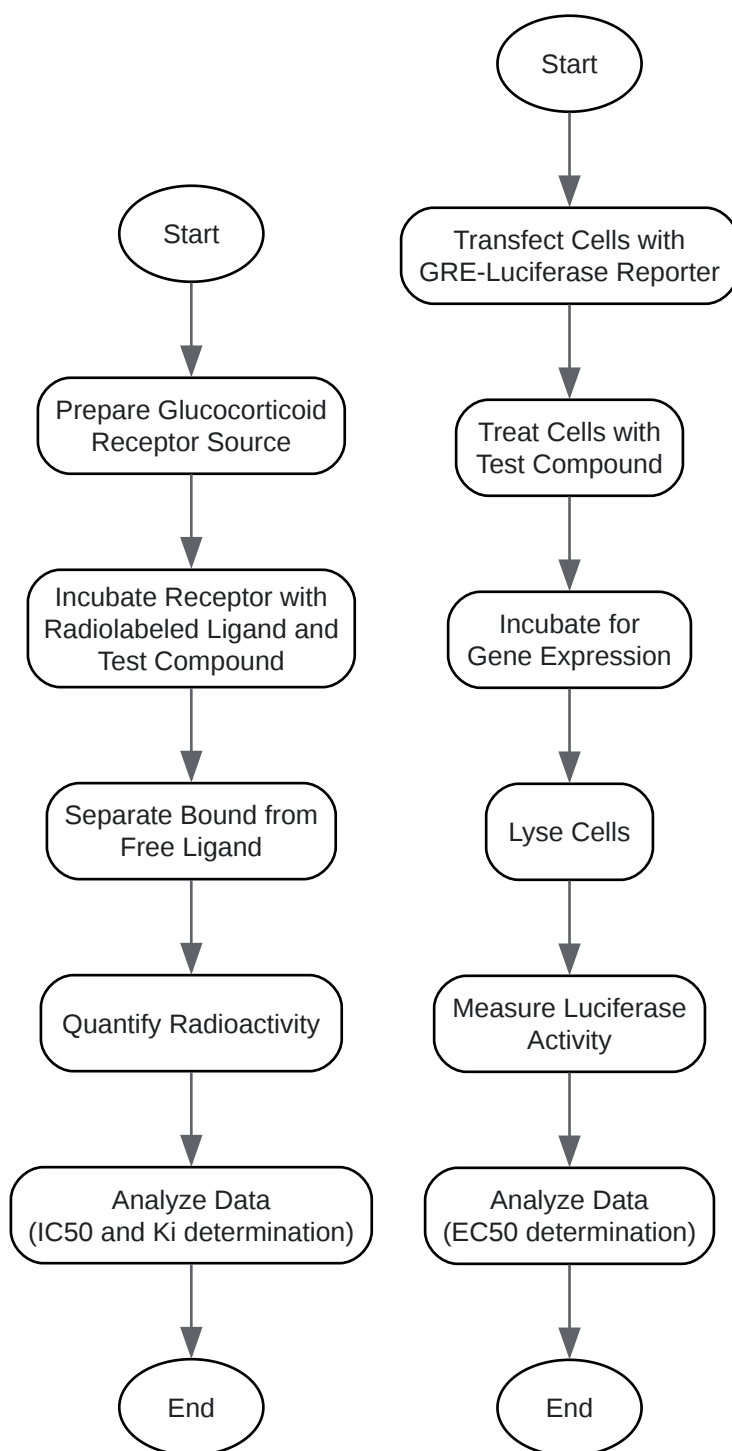 Start
Prepare Glucocorticoid
Receptor Source
Incubate Receptor with
Radiolabeled Ligand and
Test Compound
Separate Bound from
Free Ligand
Quantify Radioactivity
Analyze Data
(IC50 and Ki determination)
End
Start
Transfect Cells with
GRE-Luciferase Reporter
Treat Cells with
Test Compound
Incubate for
Gene Expression
Lyse Cells
Measure Luciferase
Activity
Analyze Data
(EC50 determination)
End